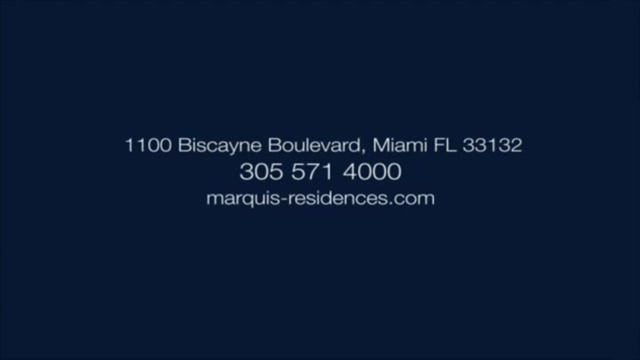 1100 Biscayne Boulevard, Miami FL 33132
305 571 4000
marquis-residences.com